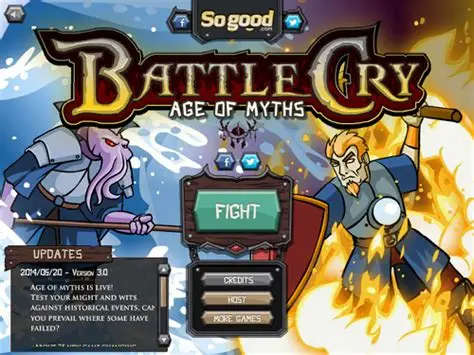 Sogood
.com
BATTLE CRY
AGE OF MYTHS
FIGHT
UPDATES
2014/05/20 - Version 3.0
Age of Myths is live!
Test your might and wits
against historical events, can
you prevail where some have
failed?
CREDITS
HOST
MORE GAMES